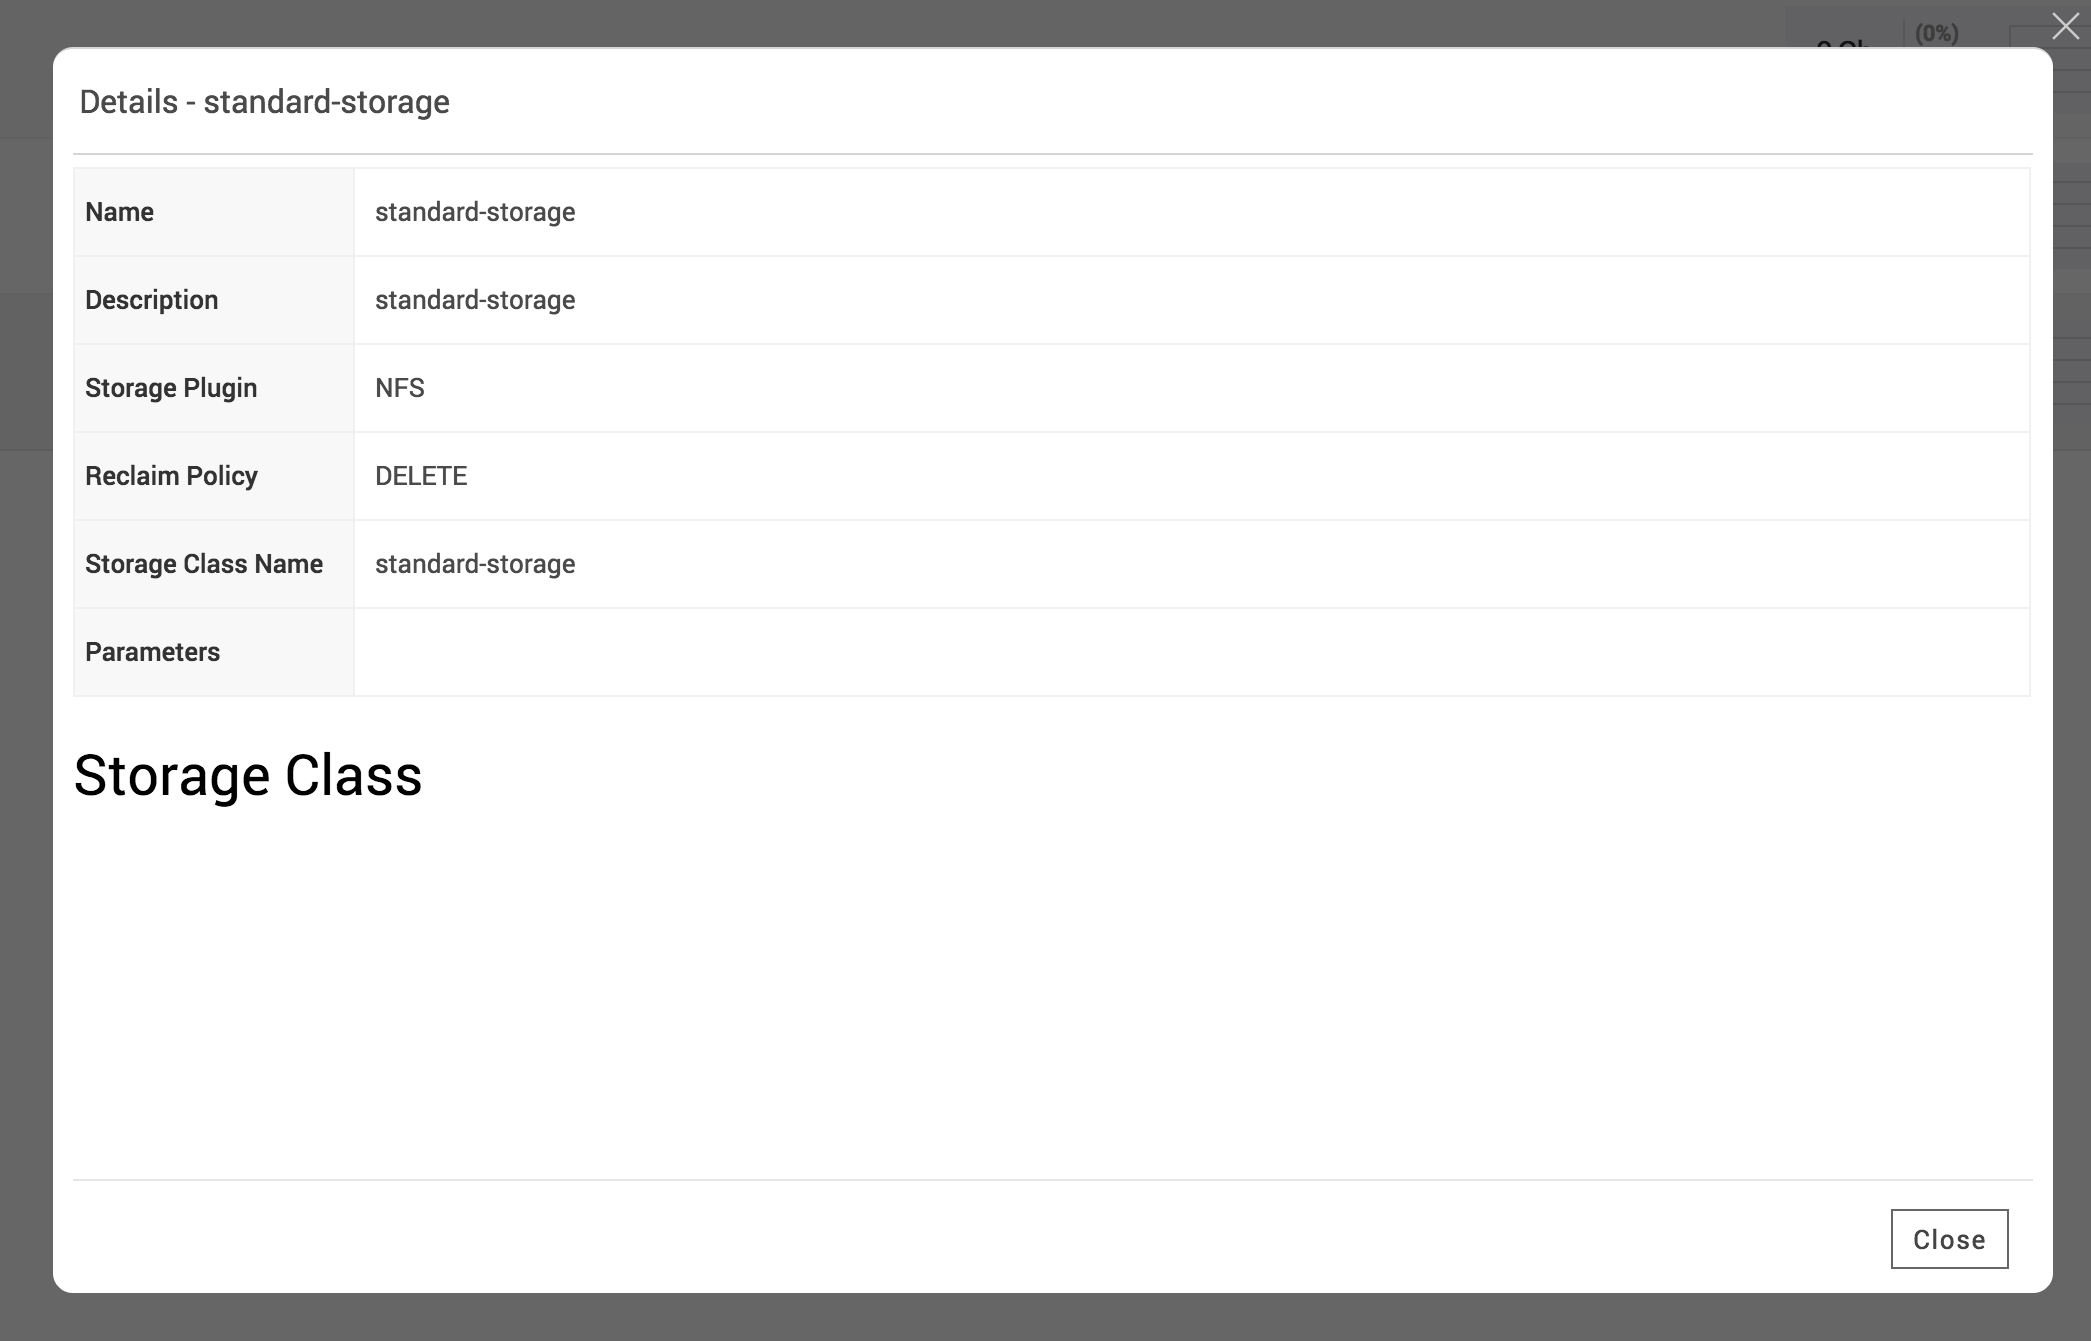 (0%)
Details - standard-storage
Name standard-storage
Description standard-storage
Storage Plugin NFS
Reclaim Policy DELETE
Storage Class Name standard-storage
Parameters
Storage Class
Close